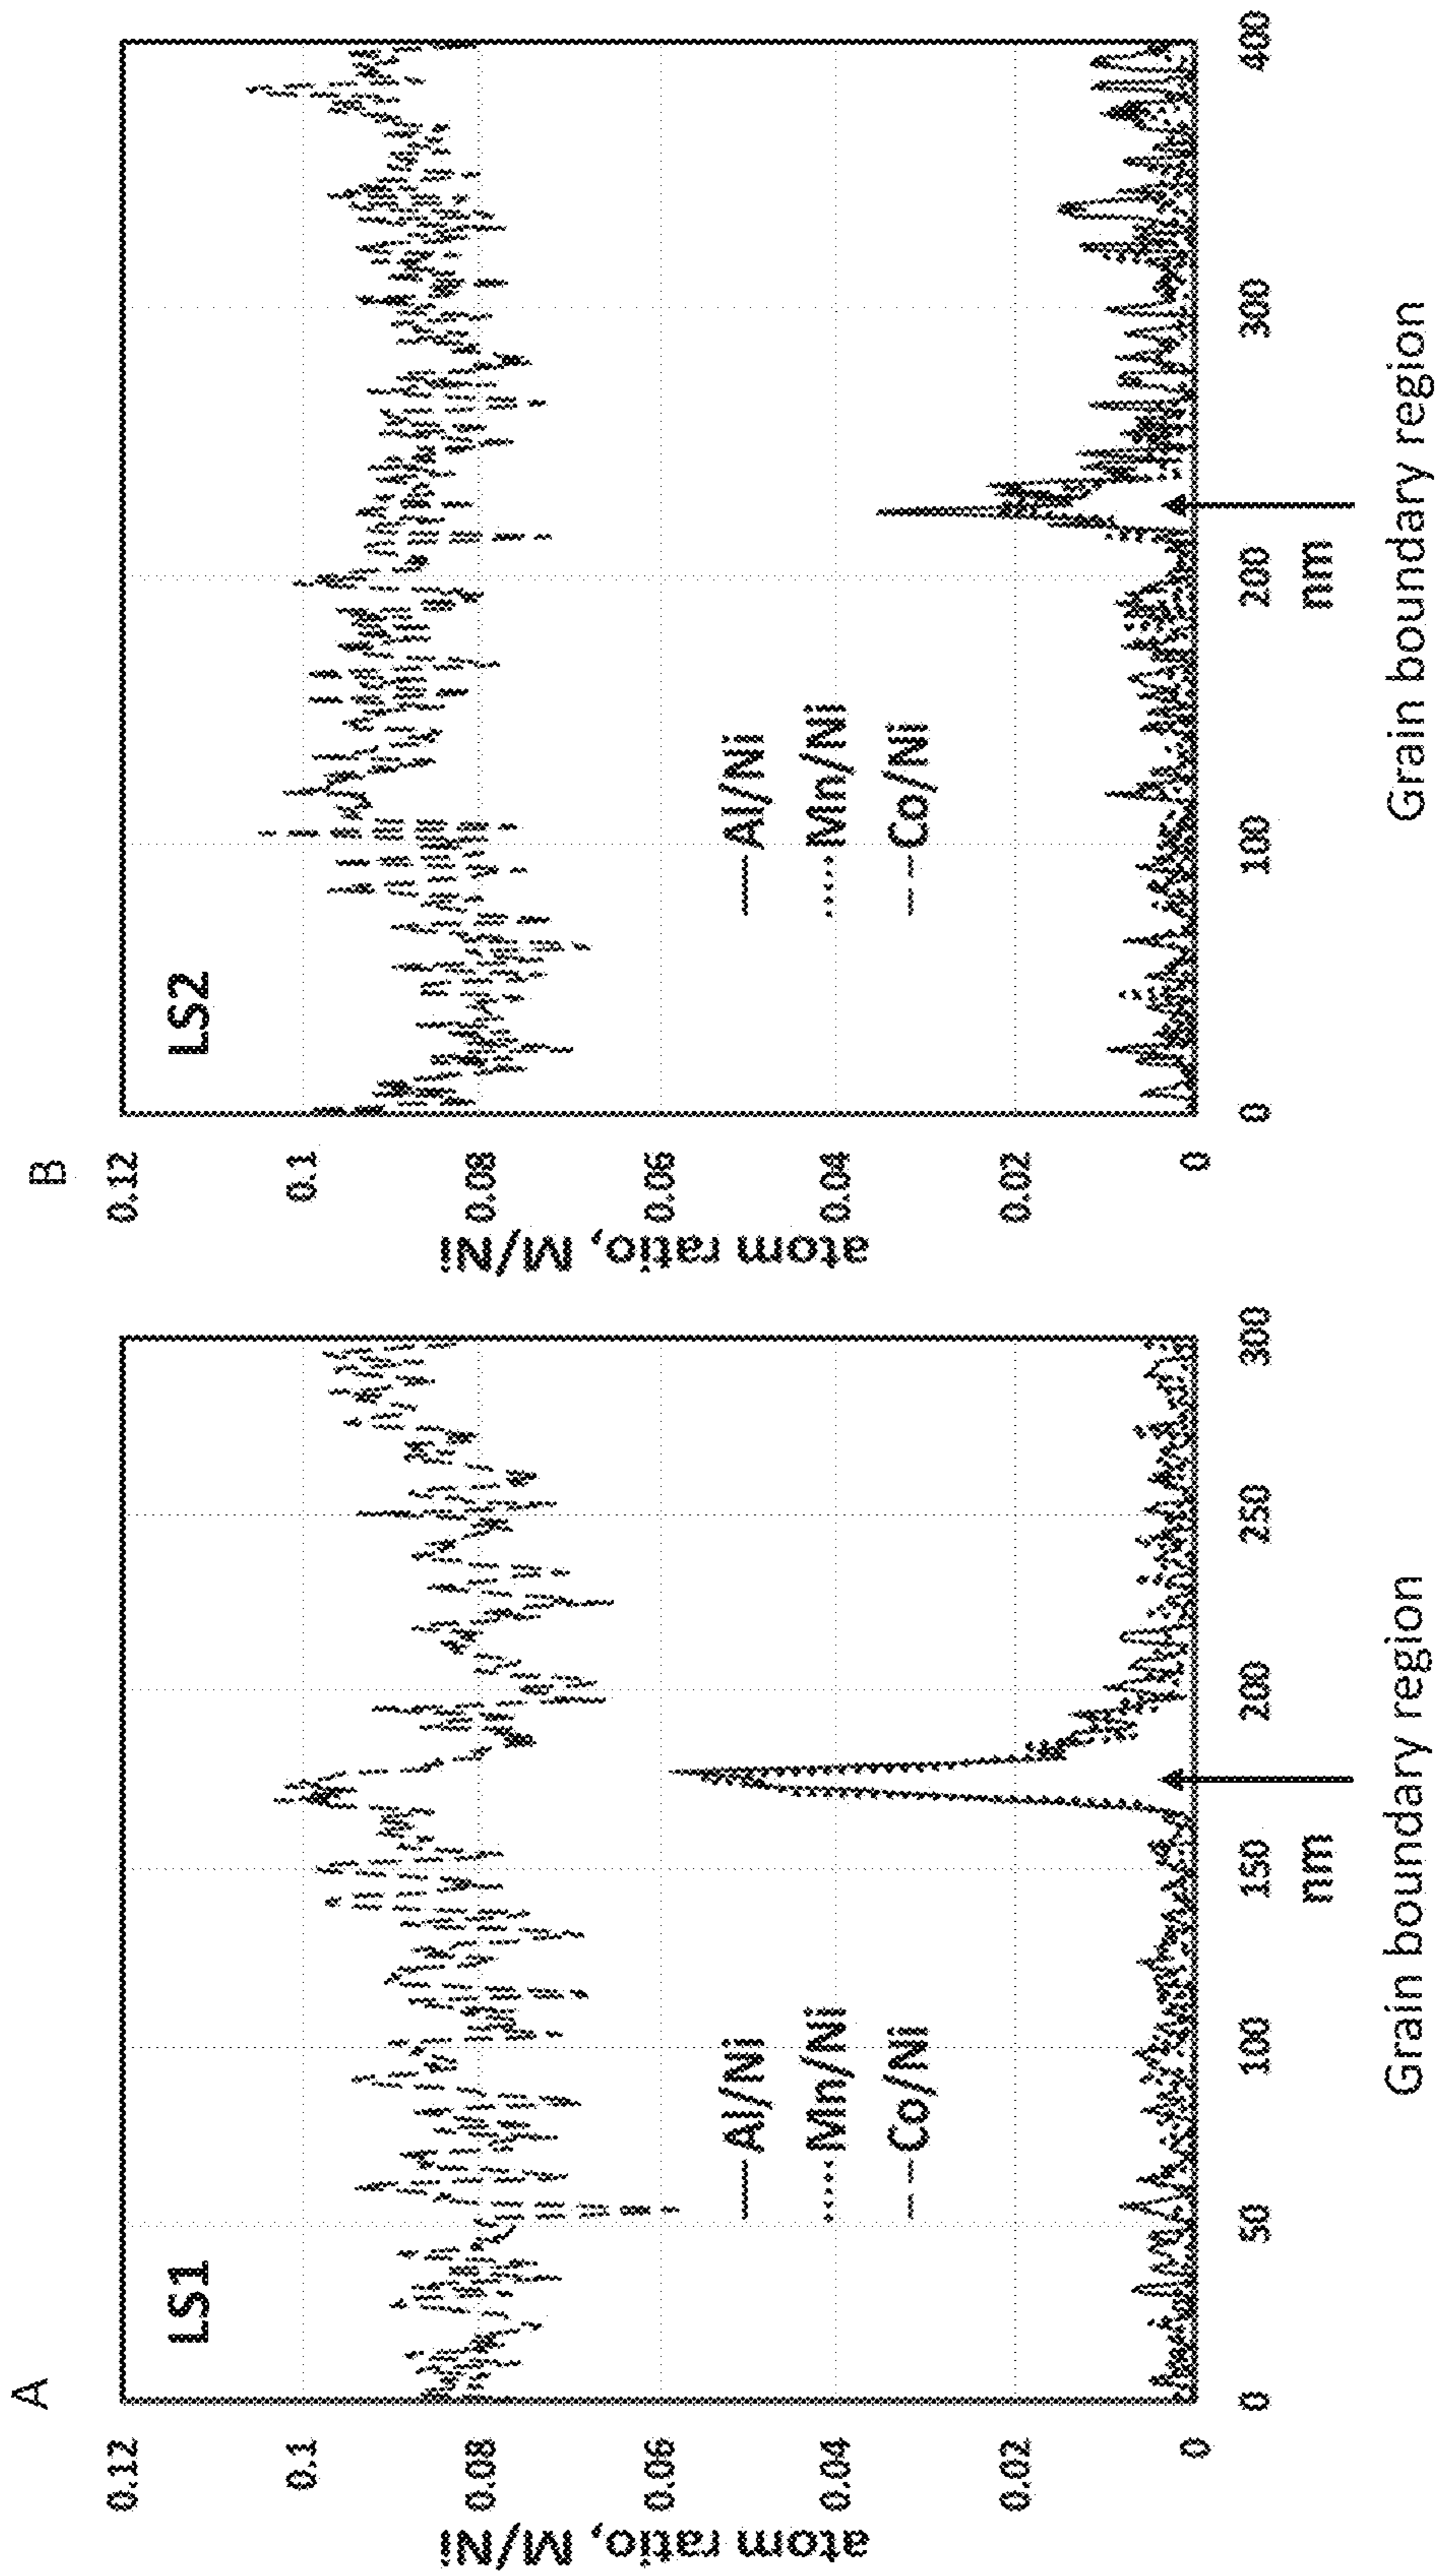 A
LS1
atom ratio, M/Ni
0.12
0.1
0.08
0.06
0.04
0.02
0
Al/Ni
Mn/Ni
Co/Ni
0 50 100 150 200 250 300
nm
Grain boundary region
B
LS2
atom ratio, M/Ni
0.12
0.1
0.08
0.06
0.04
0.02
0
Al/Ni
Mn/Ni
Co/Ni
0 100 200 300 400
nm
Grain boundary region